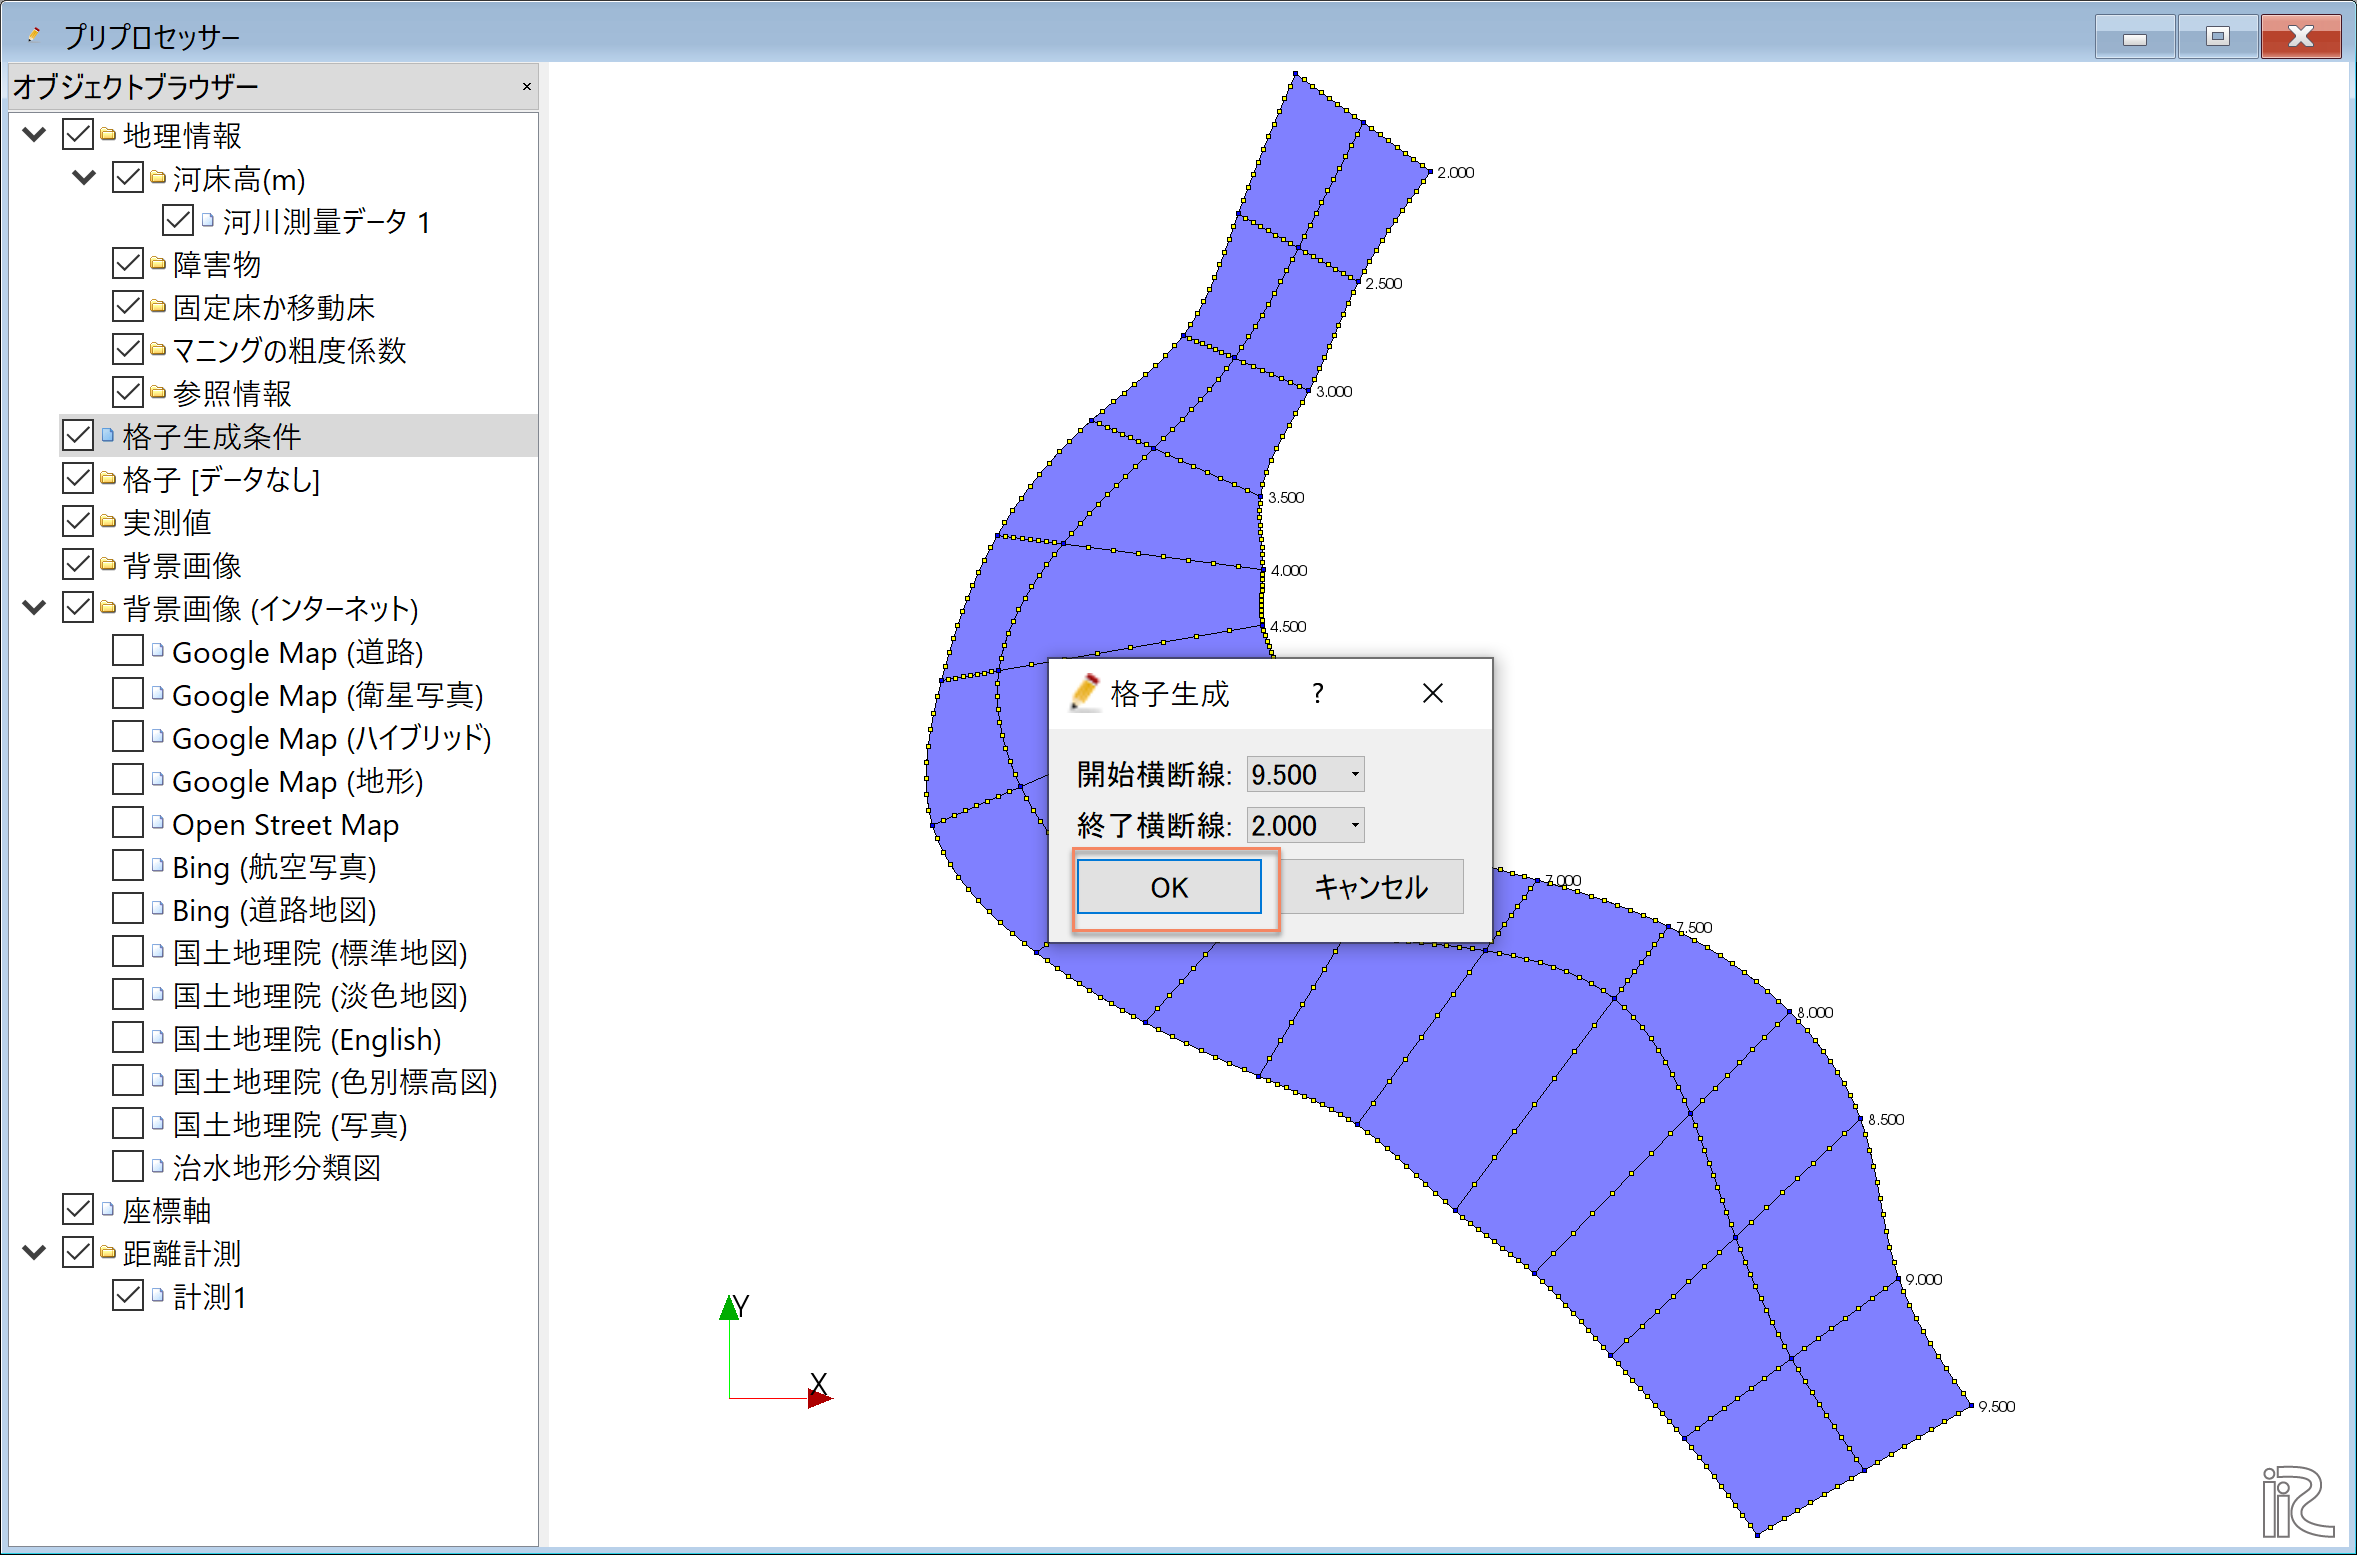 プリプロセッサー
オブジェクトブラウザー
地理情報
河床高(m)
河川測量データ 1
障害物
固定床か移動床
マニングの粗度係数
参照情報
格子生成条件
格子 [データなし]
実測値
背景画像
背景画像 (インターネット)
Google Map (道路)
Google Map (衛星写真)
Google Map (ハイブリッド)
Google Map (地形)
Open Street Map
Bing (航空写真)
Bing (道路地図)
国土地理院 (標準地図)
国土地理院 (淡色地図)
国土地理院 (English)
国土地理院 (色別標高図)
国土地理院 (写真)
治水地形分類図
座標軸
距離計測
計測1
2.000
2.500
3.000
3.500
4.000
4.500
格子生成 ?
開始横断線: 9.500
終了横断線: 2.000
OK キャンセル
7.000
7.500
8.000
8.500
9.000
9.500
Y
X
iRIC